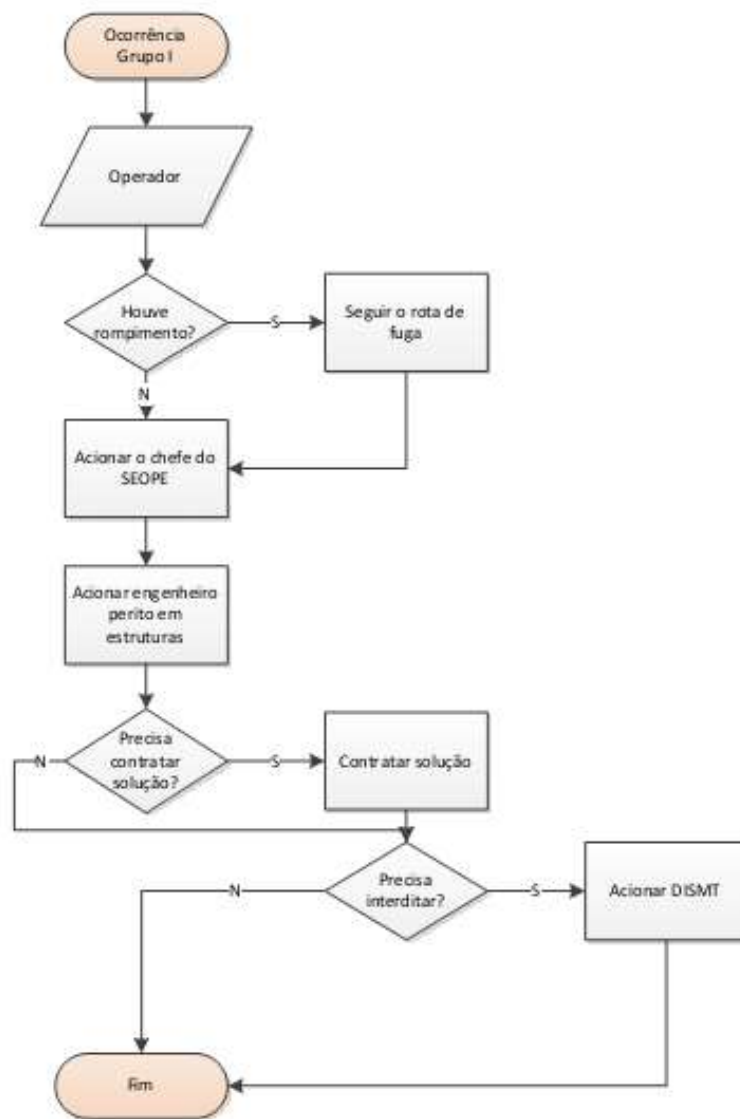 Ocorrência
Grupo I
Operador
Houve
rompimento?
S
Seguir o rota de
fuga
N
Acionar o chefe do
SEOPE
Acionar engenheiro
perito em
estruturas
N
Precisa
contratar
solução?
S
Contratar solução
N
Precisa
interditar?
S
Acionar DISMT
Fim